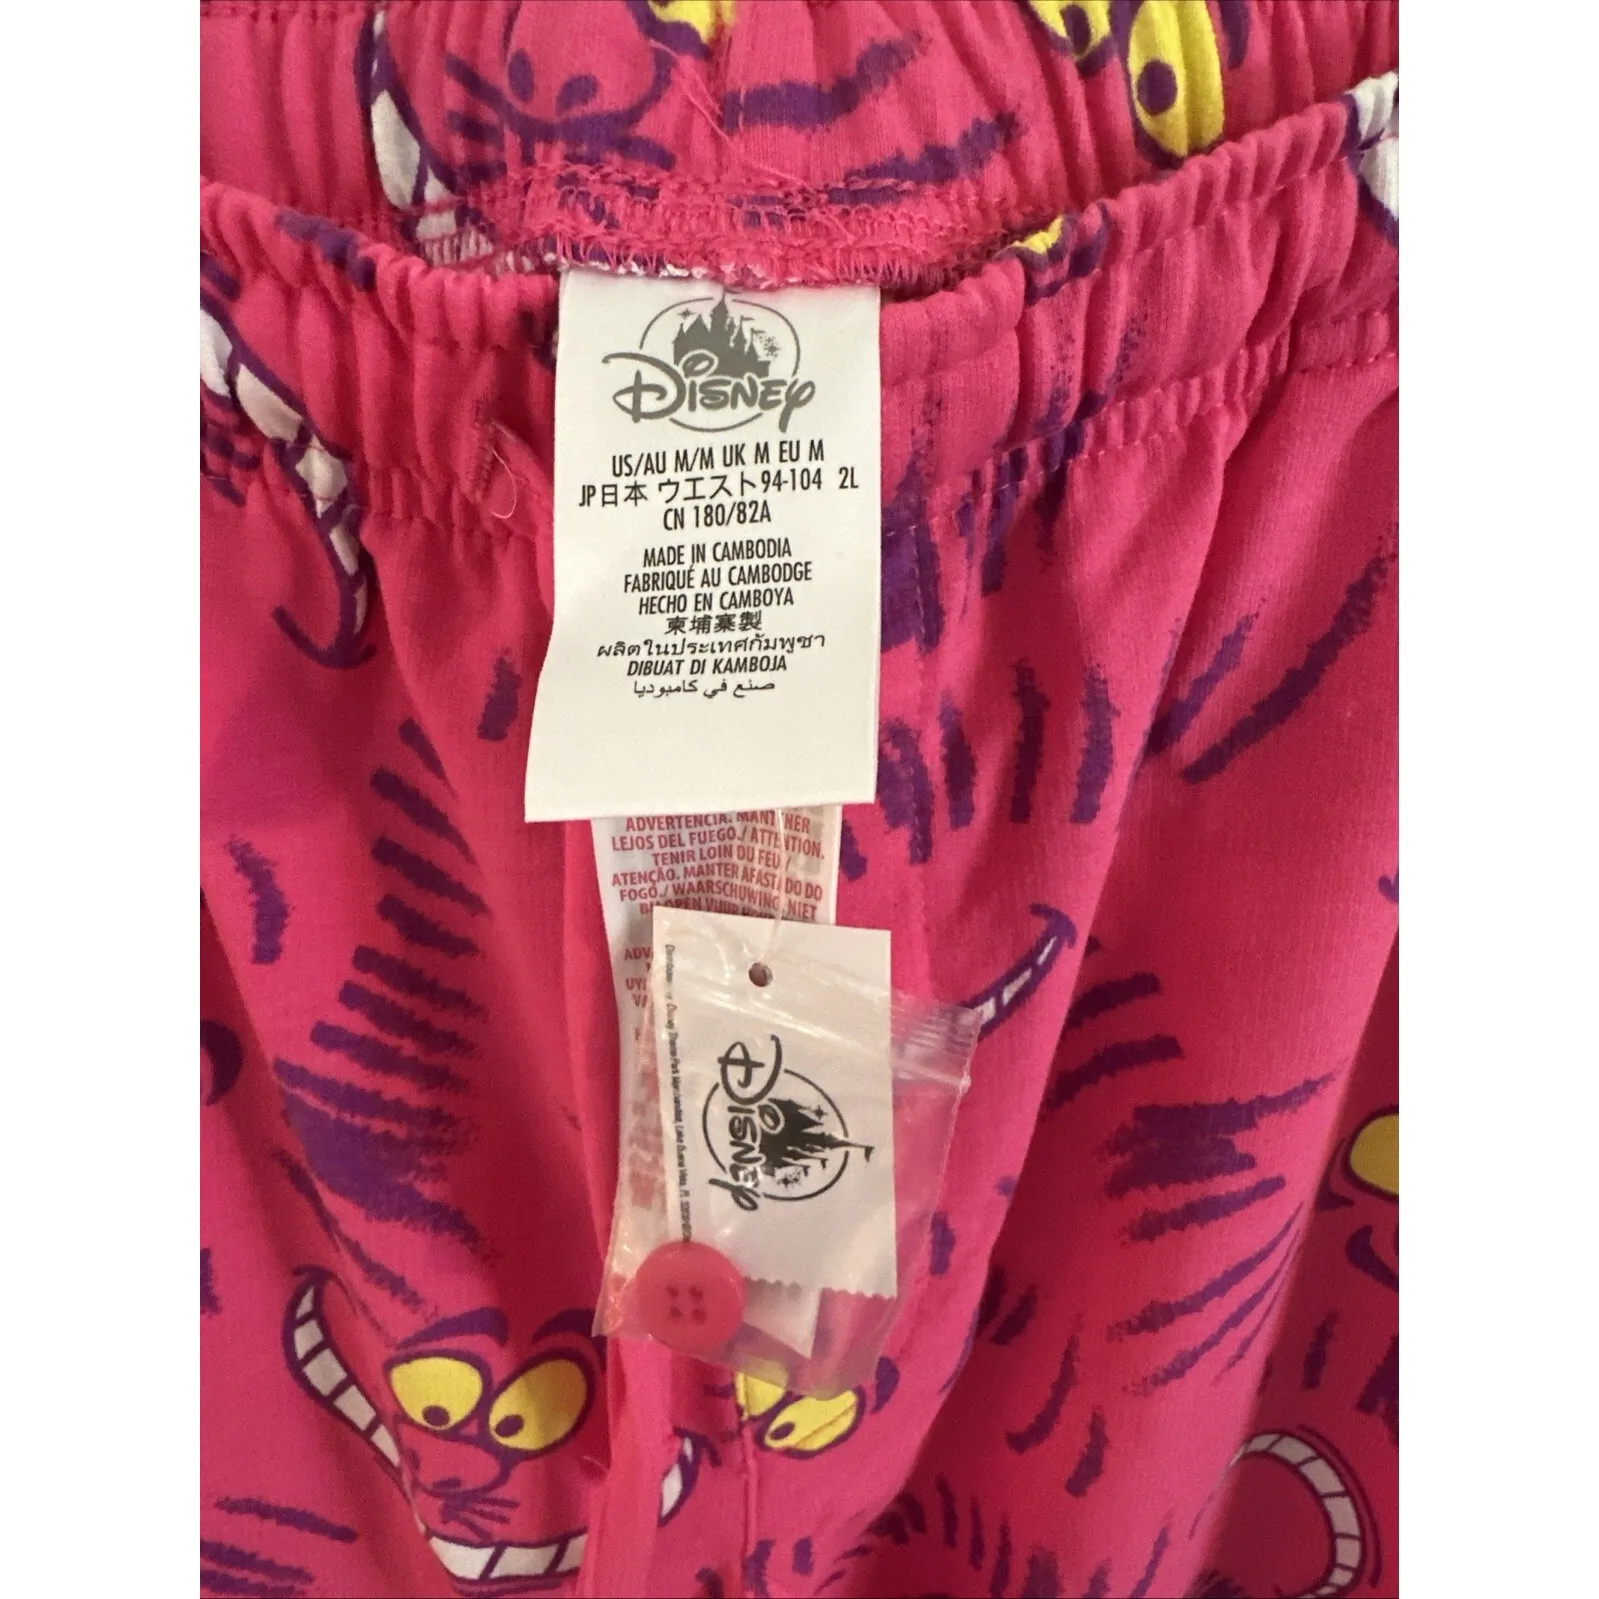 DISNEY
US/AU M/M UK M EU M
JP日本 ウエスト94-104 2L
CN 180/82A
MADE IN CAMBODIA
FABRIQUÉ AU CAMBODGE
HECHO EN CAMBOYA
柬埔寨製
ผลิตในประเทศกัมพูชา
DIBUAT DI KAMBOJA
صنع في كامبوديا
ADVERTENCIA. MANTENER
LEJOS DEL FUEGO./ ATTENTION.
TENIR LOIN DU FEU /
ATENÇÃO. MANTER AFASTADO DO
FOGO./ WAARSCHUWING. NIET
DISNEY